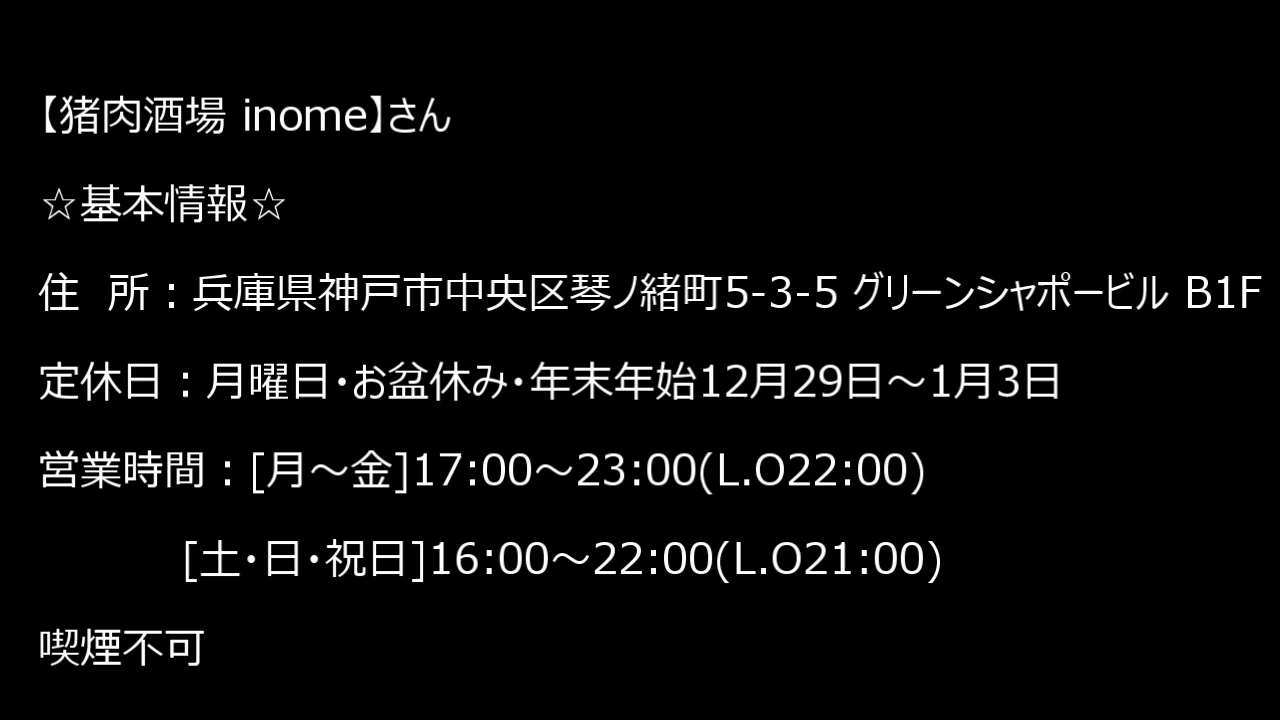 【猪肉酒場 inome】さん
☆基本情報☆
住　所：兵庫県神戸市中央区琴ノ緒町5-3-5 グリーンシャポービル B1F
定休日：月曜日・お盆休み・年末年始12月29日～1月3日
営業時間：[月～金]17:00～23:00(L.O22:00)
[土・日・祝日]16:00～22:00(L.O21:00)
喫煙不可